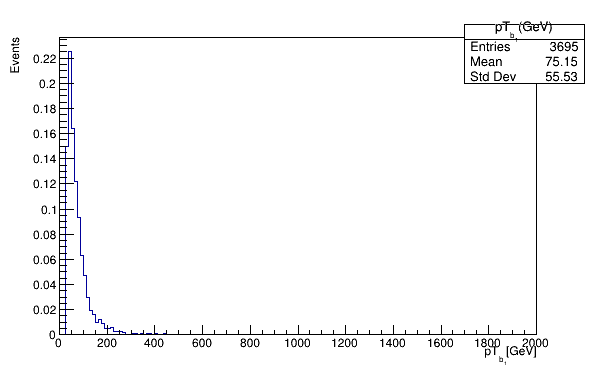 pT_b_1(GeV)
Entries 3695
Mean 75.15
Std Dev 55.53
Events
0.22
0.2
0.18
0.16
0.14
0.12
0.1
0.08
0.06
0.04
0.02
0
0 200 400 600 800 1000 1200 1400 1600 1800 2000
pT_b_1[GeV]